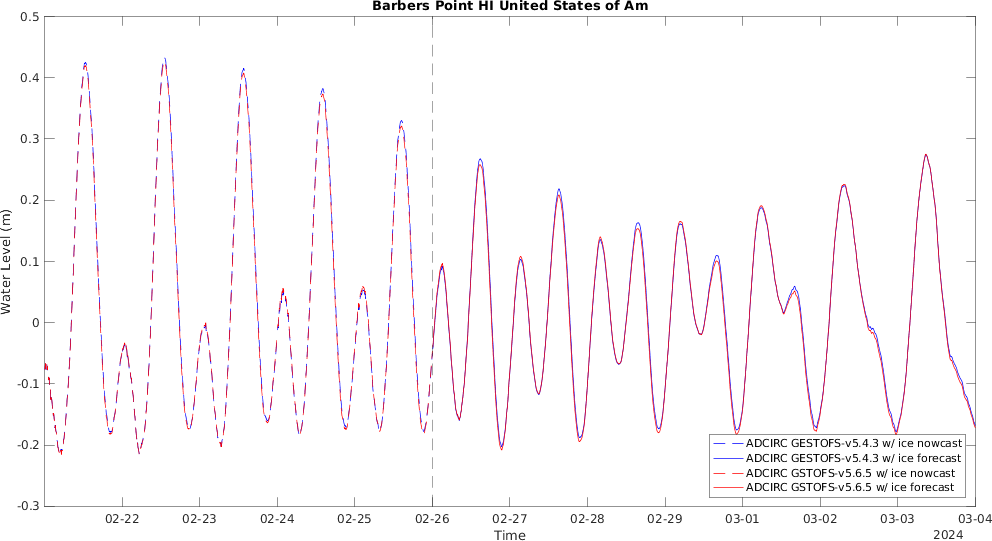 Barbers Point HI United States of Am
0.5
0.4
0.3
0.2
0.1
0
-0.1
-0.2
-0.3
Water Level (m)
ADCIRC GESTOFS-v5.4.3 w/ ice nowcast
ADCIRC GESTOFS-v5.4.3 w/ ice forecast
ADCIRC GSTOFS-v5.6.5 w/ ice nowcast
ADCIRC GSTOFS-v5.6.5 w/ ice forecast
02-22 02-23 02-24 02-25 02-26 02-27 02-28 02-29 03-01 03-02 03-03 03-04
Time
2024